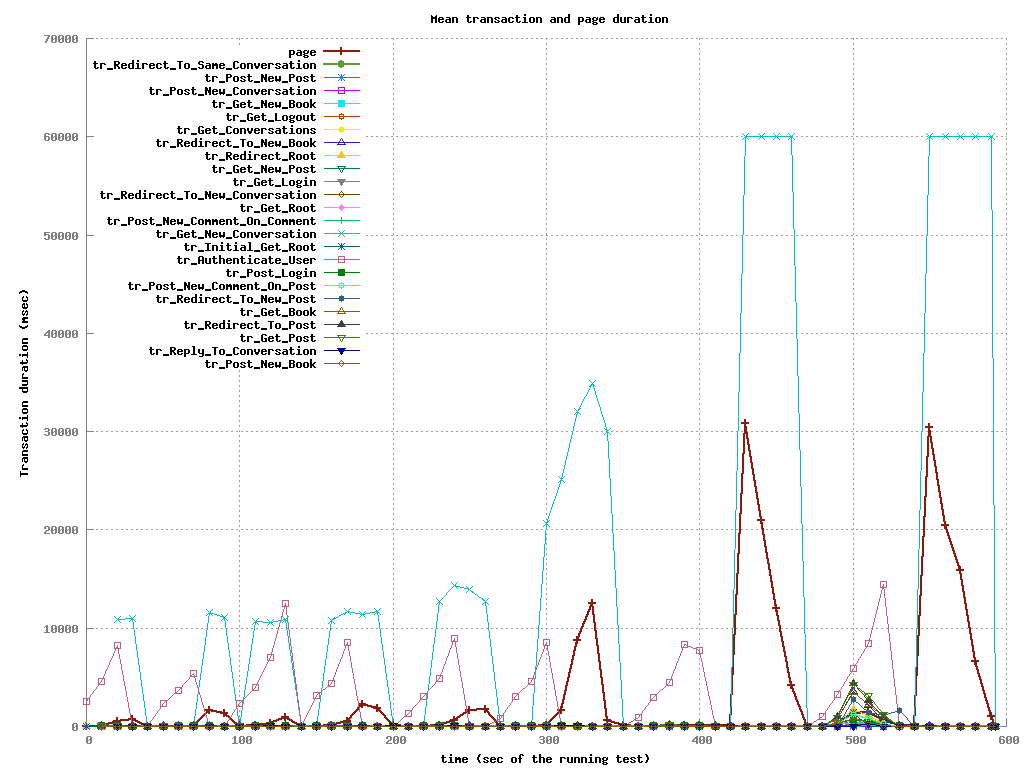 Mean transaction and page duration
70000
60000
50000
40000
30000
20000
10000
0
Transaction duration (msec)
page
tr_Redirect_To_Same_Conversation
tr_Post_New_Post
tr_Post_New_Conversation
tr_Get_New_Book
tr_Get_Logout
tr_Get_Conversations
tr_Redirect_To_New_Book
tr_Redirect_Root
tr_Get_New_Post
tr_Get_Login
tr_Redirect_To_New_Conversation
tr_Get_Root
tr_Post_New_Comment_On_Comment
tr_Get_New_Conversation
tr_Initial_Get_Root
tr_Authenticate_User
tr_Post_Login
tr_Post_New_Comment_On_Post
tr_Redirect_To_New_Post
tr_Get_Book
tr_Redirect_To_Post
tr_Get_Post
tr_Reply_To_Conversation
tr_Post_New_Book
0 100 200 300 400 500 600
time (sec of the running test)